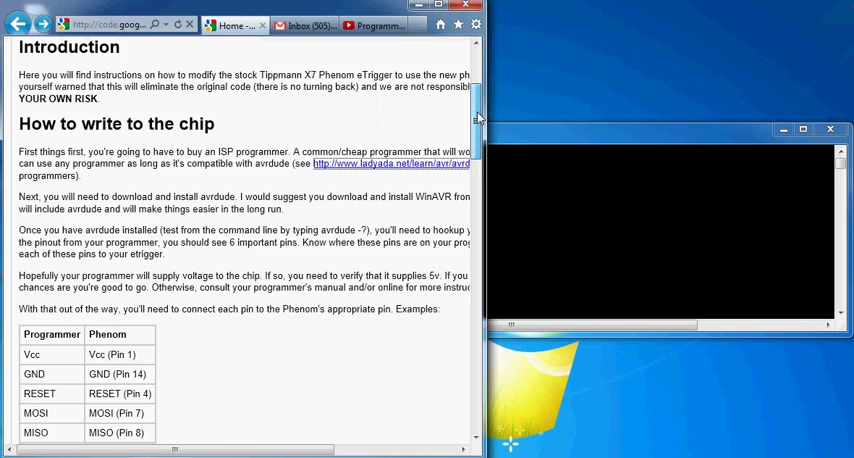 http://code.goog...
Home -...
Inbox (505)...
Programm...
Introduction
Here you will find instructions on how to modify the stock Tippmann X7 Phenom eTrigger to use the new ph
yourself warned that this will eliminate the original code (there is no turning back) and we are not responsibl
YOUR OWN RISK.
How to write to the chip
First things first, you're going to have to buy an ISP programmer. A common/cheap programmer that will wo
can use any programmer as long as it's compatible with avrdude (see http://www.ladyada.net/learn/avr/avrd
programmers).
Next, you will need to download and install avrdude. I would suggest you download and install WinAVR fron
will include avrdude and will make things easier in the long run.
Once you have avrdude installed (test from the command line by typing avrdude -?), you'll need to hookup y
the pinout from your programmer, you should see 6 important pins. Know where these pins are on your prog
each of these pins to your etrigger.
Hopefully your programmer will supply voltage to the chip. If so, you need to verify that it supplies 5v. If you
chances are you're good to go. Otherwise, consult your programmer's manual and/or online for more instruc
With that out of the way, you'll need to connect each pin to the Phenom's appropriate pin. Examples:
Programmer Phenom
Vcc Vcc (Pin 1)
GND GND (Pin 14)
RESET RESET (Pin 4)
MOSI MOSI (Pin 7)
MISO MISO (Pin 8)